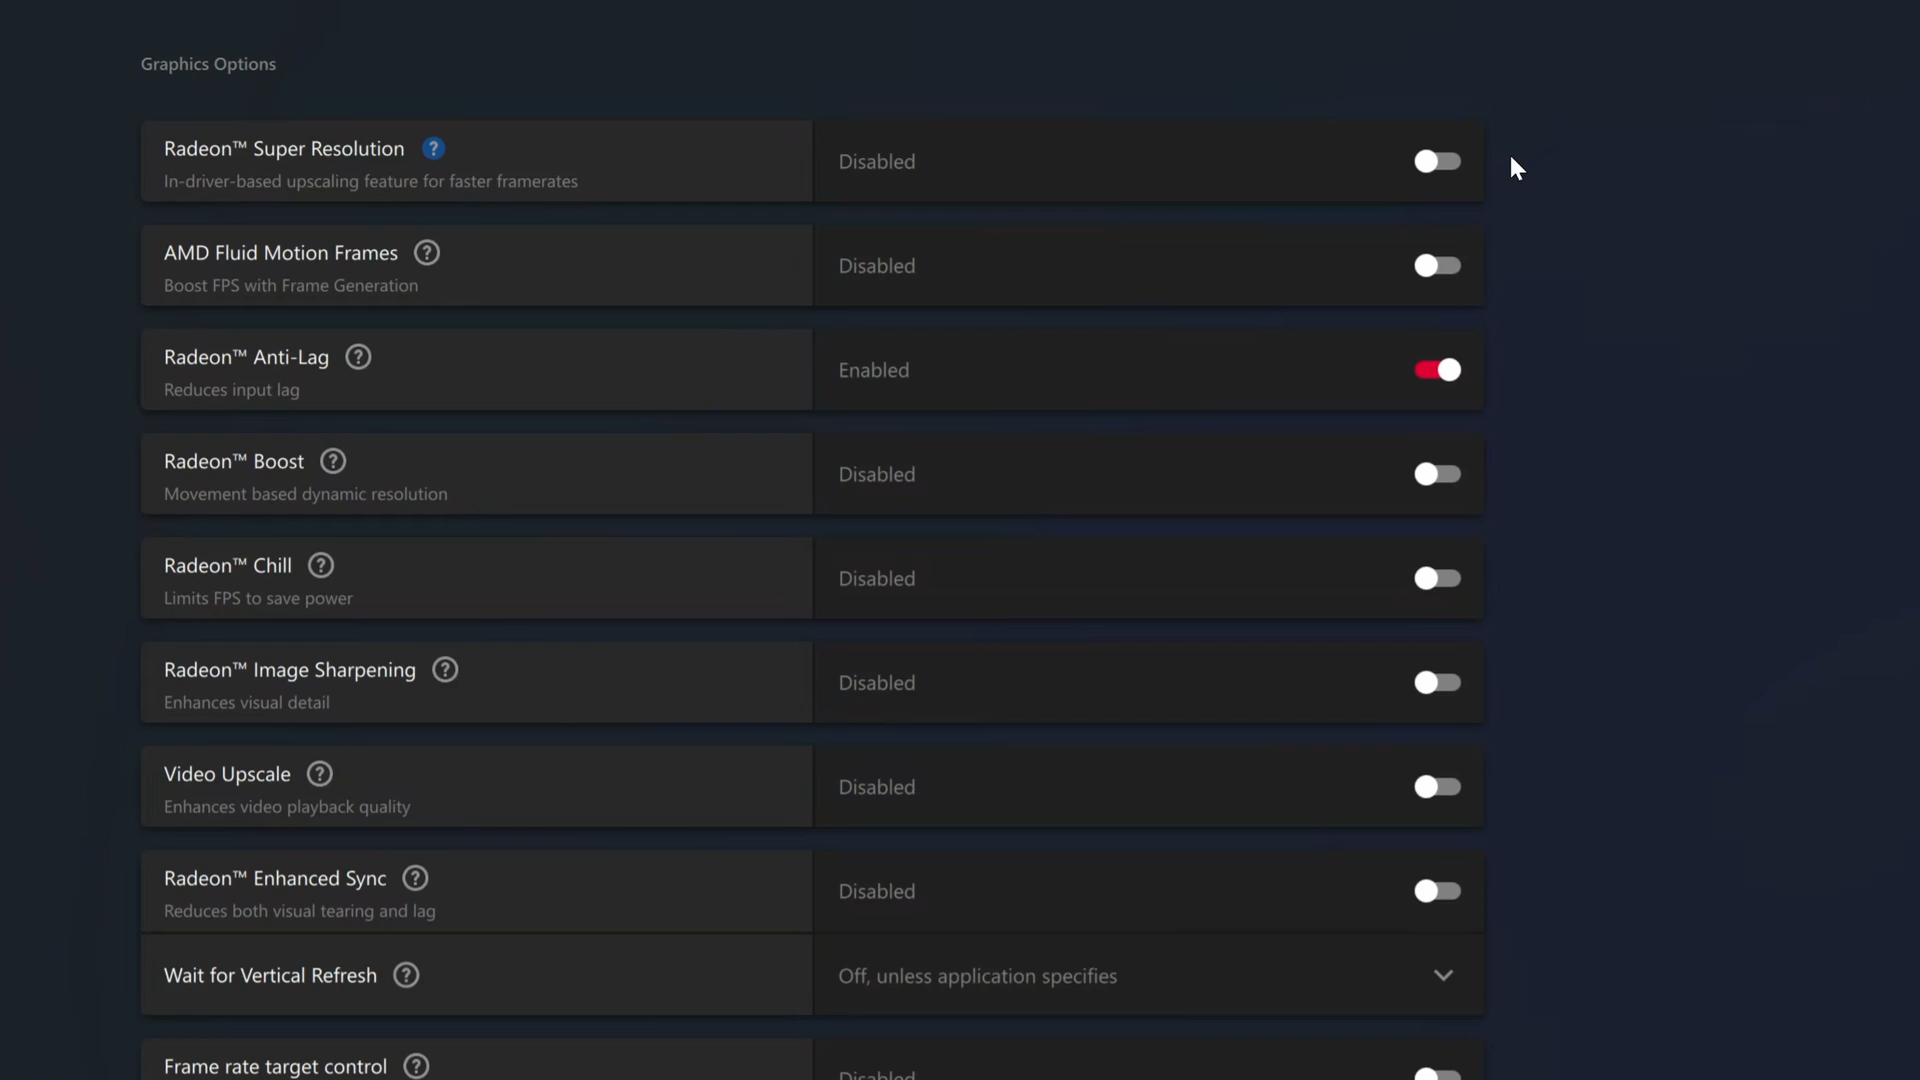 Graphics Options
Radeon™ Super Resolution ?
In-driver-based upscaling feature for faster framerates
Disabled
AMD Fluid Motion Frames ?
Boost FPS with Frame Generation
Disabled
Radeon™ Anti-Lag ?
Reduces input lag
Enabled
Radeon™ Boost ?
Movement based dynamic resolution
Disabled
Radeon™ Chill ?
Limits FPS to save power
Disabled
Radeon™ Image Sharpening ?
Enhances visual detail
Disabled
Video Upscale ?
Enhances video playback quality
Disabled
Radeon™ Enhanced Sync ?
Reduces both visual tearing and lag
Disabled
Wait for Vertical Refresh ?
Off, unless application specifies
Frame rate target control ?
Disabled